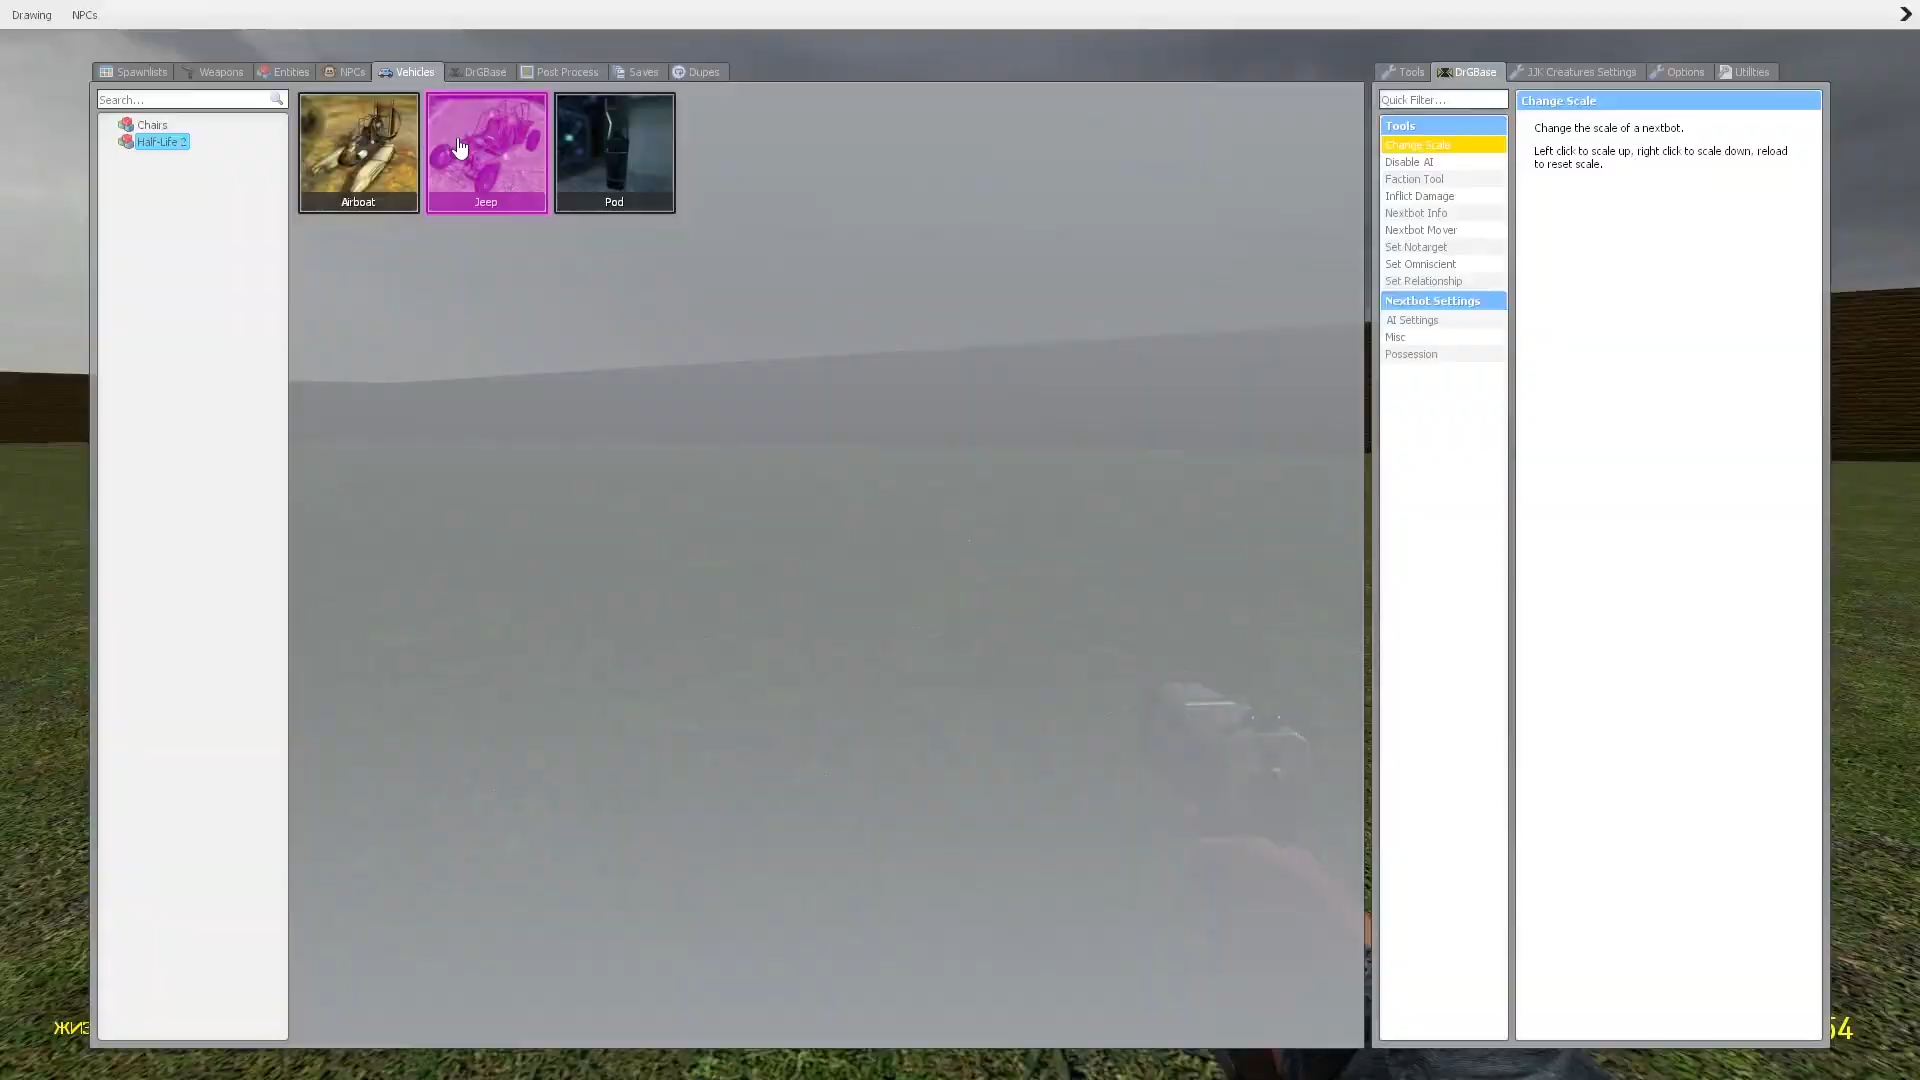 Drawing NPCs
Spawnlists Weapons Entities NPCs Vehicles DrGBase Post Process Saves Dupes
Search...
Chairs
Half-Life 2
Airboat
Jeep
Pod
Tools DrGBase JJK Creatures Settings Options Utilities
Quick Filter...
Tools
Change Scale
Disable AI
Faction Tool
Inflict Damage
Nextbot Info
Nextbot Mover
Set Notarget
Set Omniscient
Set Relationship
Nextbot Settings
AI Settings
Misc
Possession
Change Scale
Change the scale of a nextbot.
Left click to scale up, right click to scale down, reload
to reset scale.
54